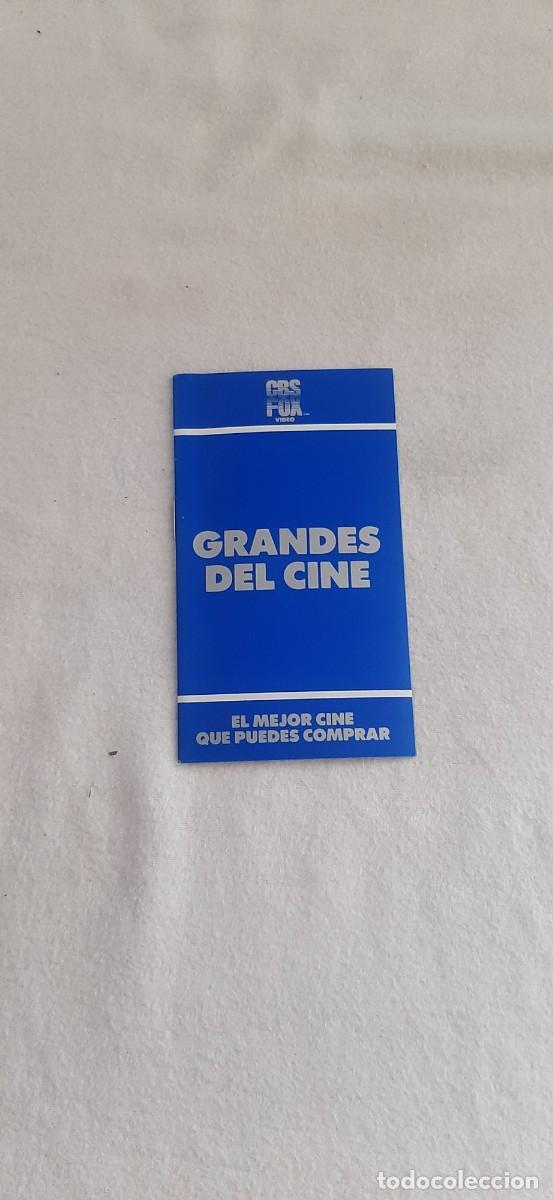 CBS
FOX
VIDEO
GRANDES
DEL CINE
EL MEJOR CINE
QUE PUEDES COMPRAR
todocoleccion